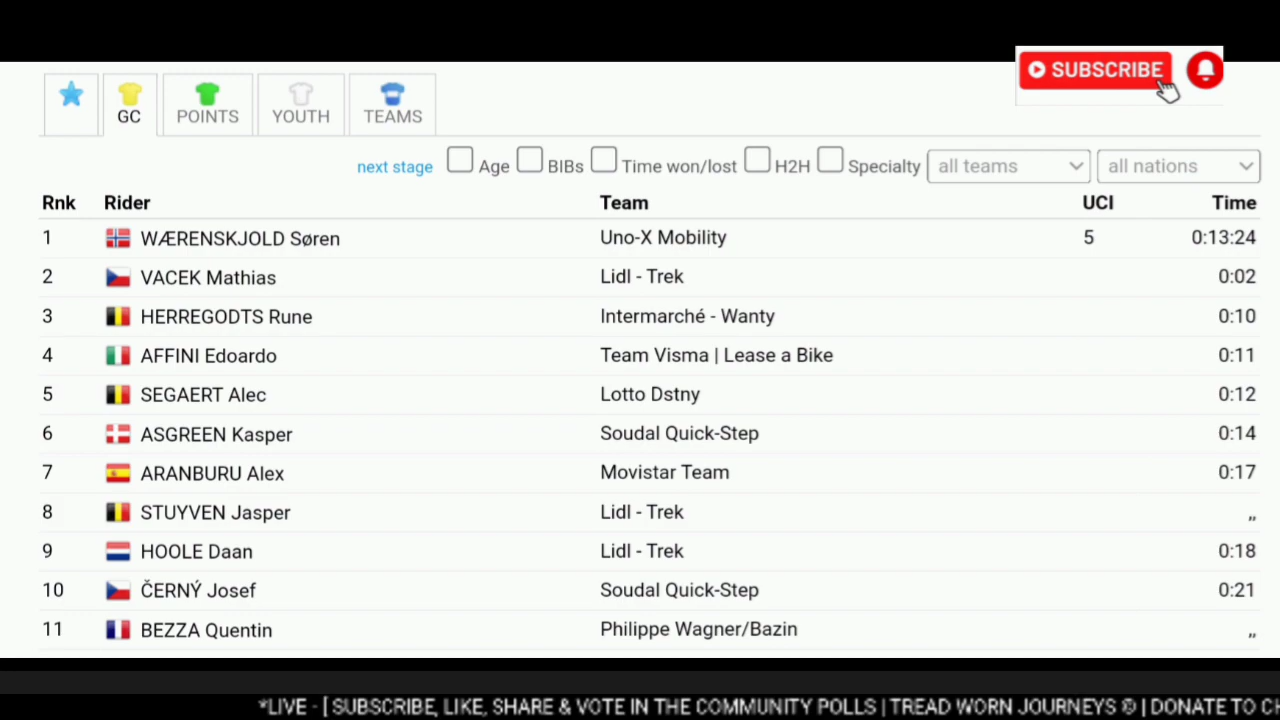 SUBSCRIBE
GC POINTS YOUTH TEAMS
next stage Age BIBs Time won/lost H2H Specialty all teams all nations
Rnk Rider Team UCI Time
1 WÆRENSKJOLD Søren Uno-X Mobility 5 0:13:24
2 VACEK Mathias Lidl - Trek 0:02
3 HERREGODTS Rune Intermarché - Wanty 0:10
4 AFFINI Edoardo Team Visma | Lease a Bike 0:11
5 SEGAERT Alec Lotto Dstny 0:12
6 ASGREEN Kasper Soudal Quick-Step 0:14
7 ARANBURU Alex Movistar Team 0:17
8 STUYVEN Jasper Lidl - Trek ,,
9 HOOLE Daan Lidl - Trek 0:18
10 ČERNÝ Josef Soudal Quick-Step 0:21
11 BEZZA Quentin Philippe Wagner/Bazin ,,
*LIVE - [ SUBSCRIBE, LIKE, SHARE & VOTE IN THE COMMUNITY POLLS | TREAD WORN JOURNEYS © | DONATE TO